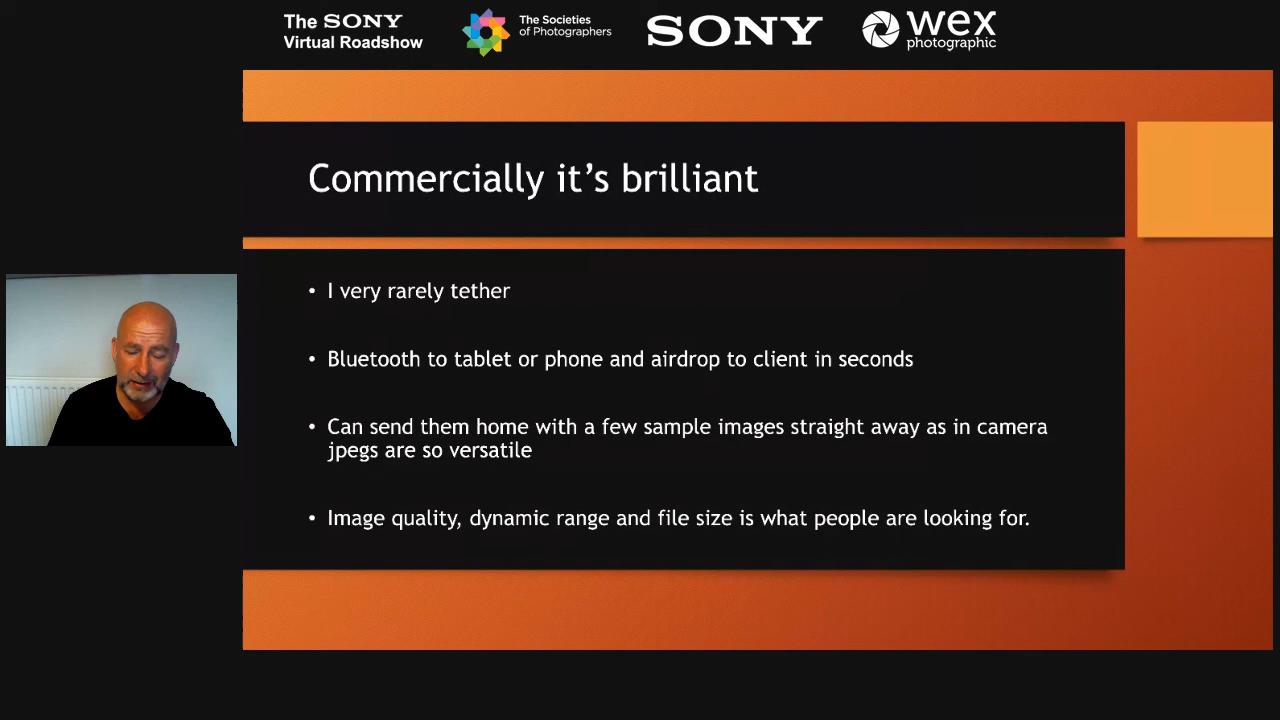 The SONY
Virtual Roadshow
The Societies
of Photographers
SONY
wex
photographic
Commercially it's brilliant
• I very rarely tether
• Bluetooth to tablet or phone and airdrop to client in seconds
• Can send them home with a few sample images straight away as in camera
jpegs are so versatile
• Image quality, dynamic range and file size is what people are looking for.